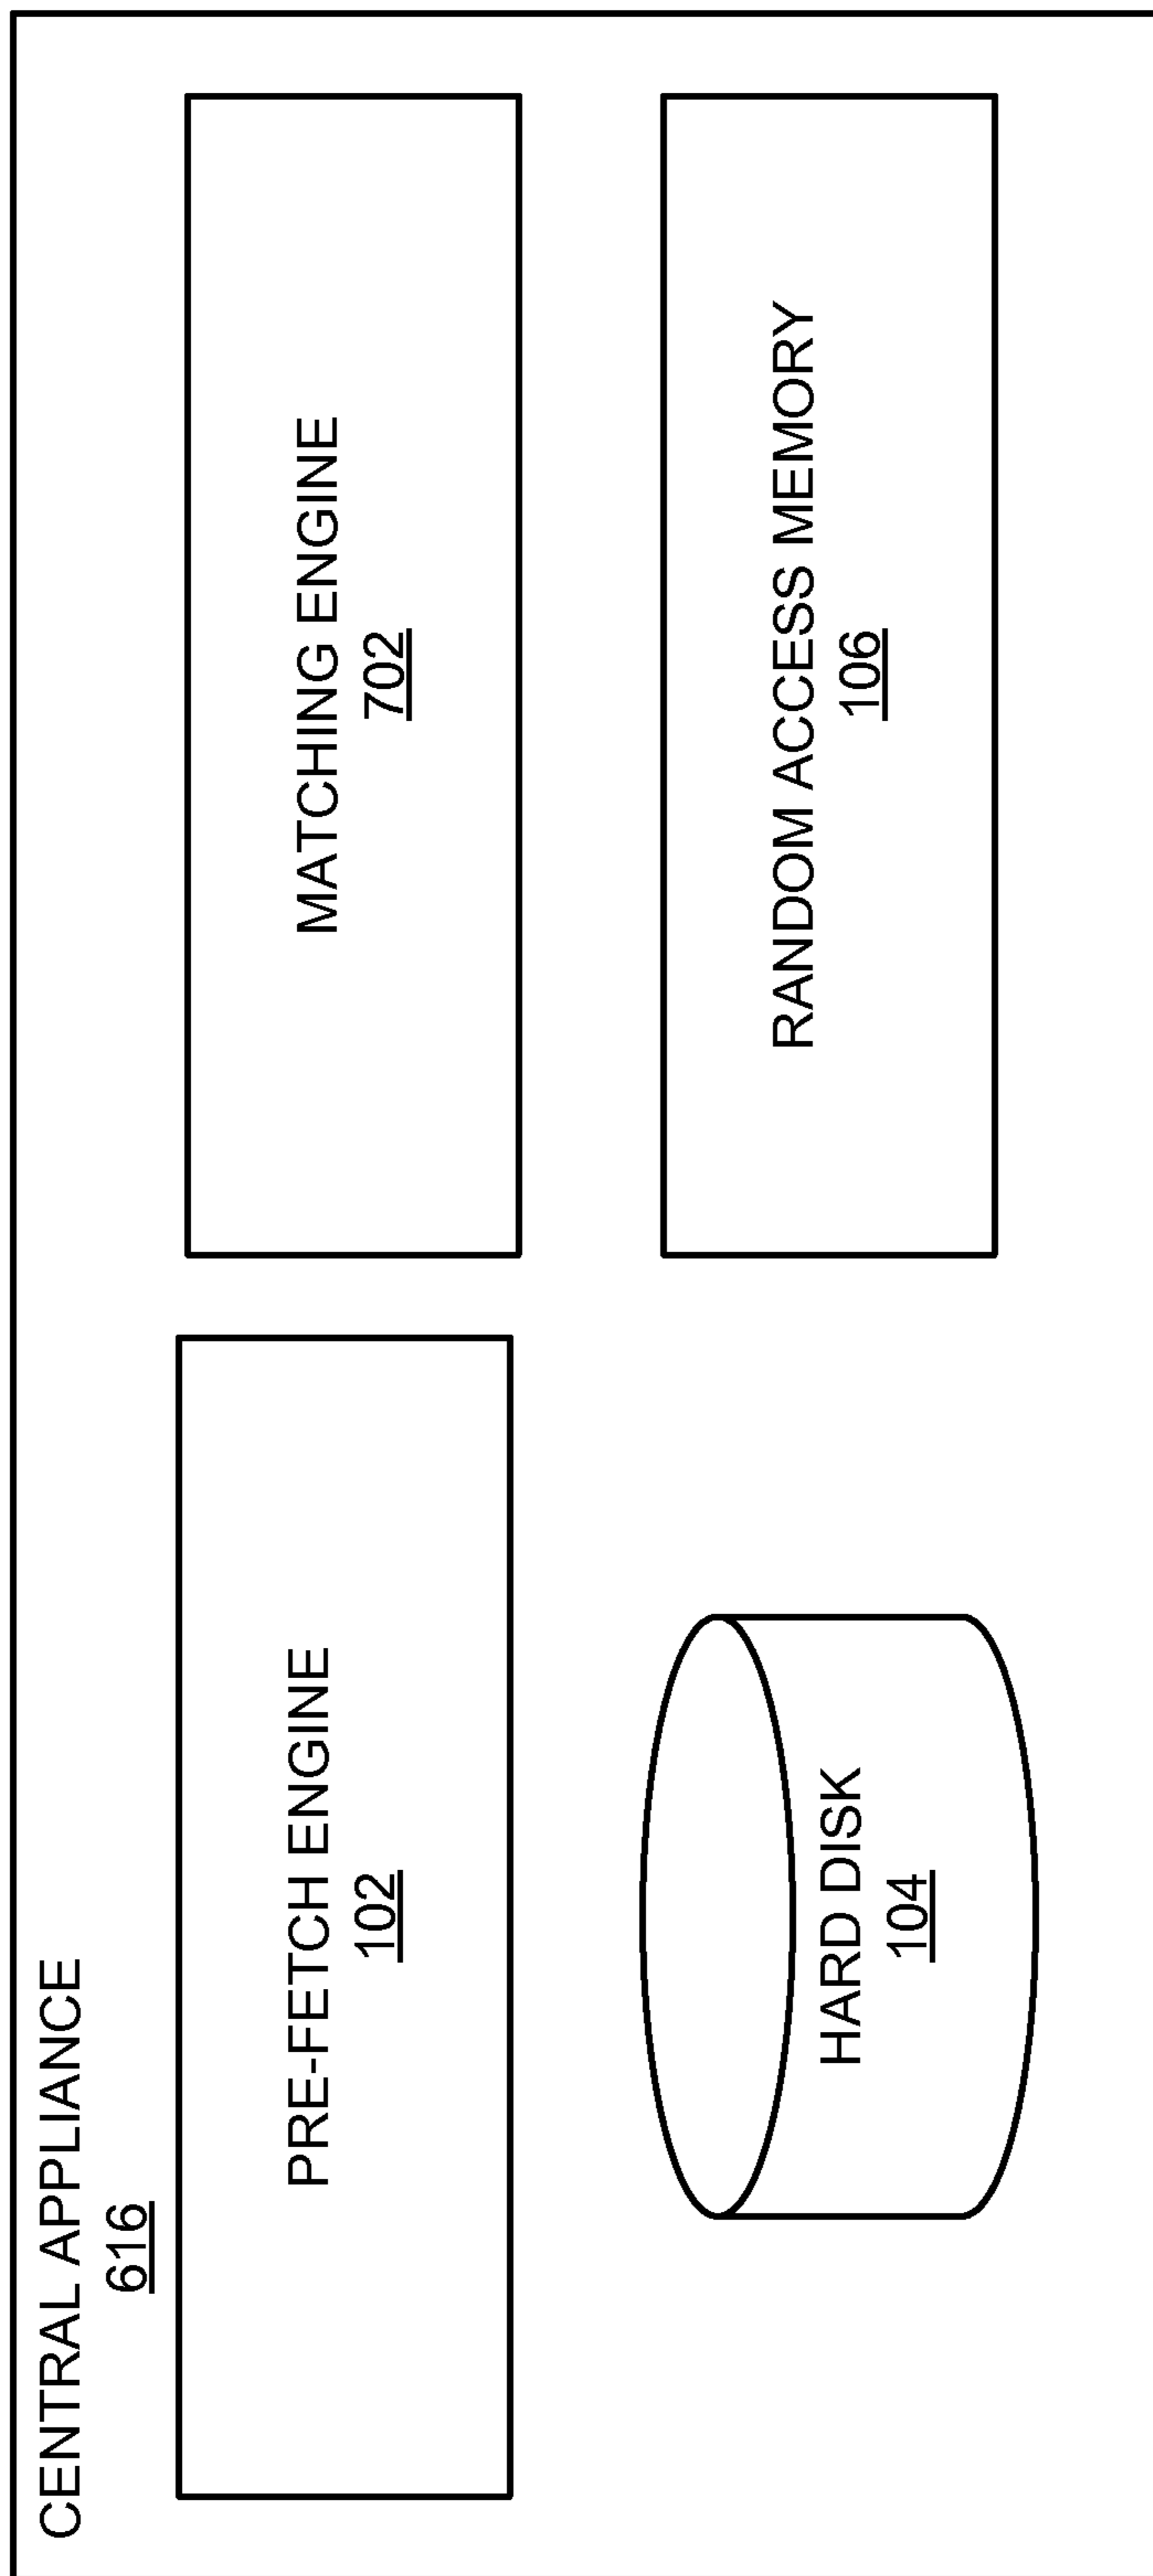 CENTRAL APPLIANCE
616
PRE-FETCH ENGINE
102
MATCHING ENGINE
702
HARD DISK
104
RANDOM ACCESS MEMORY
106